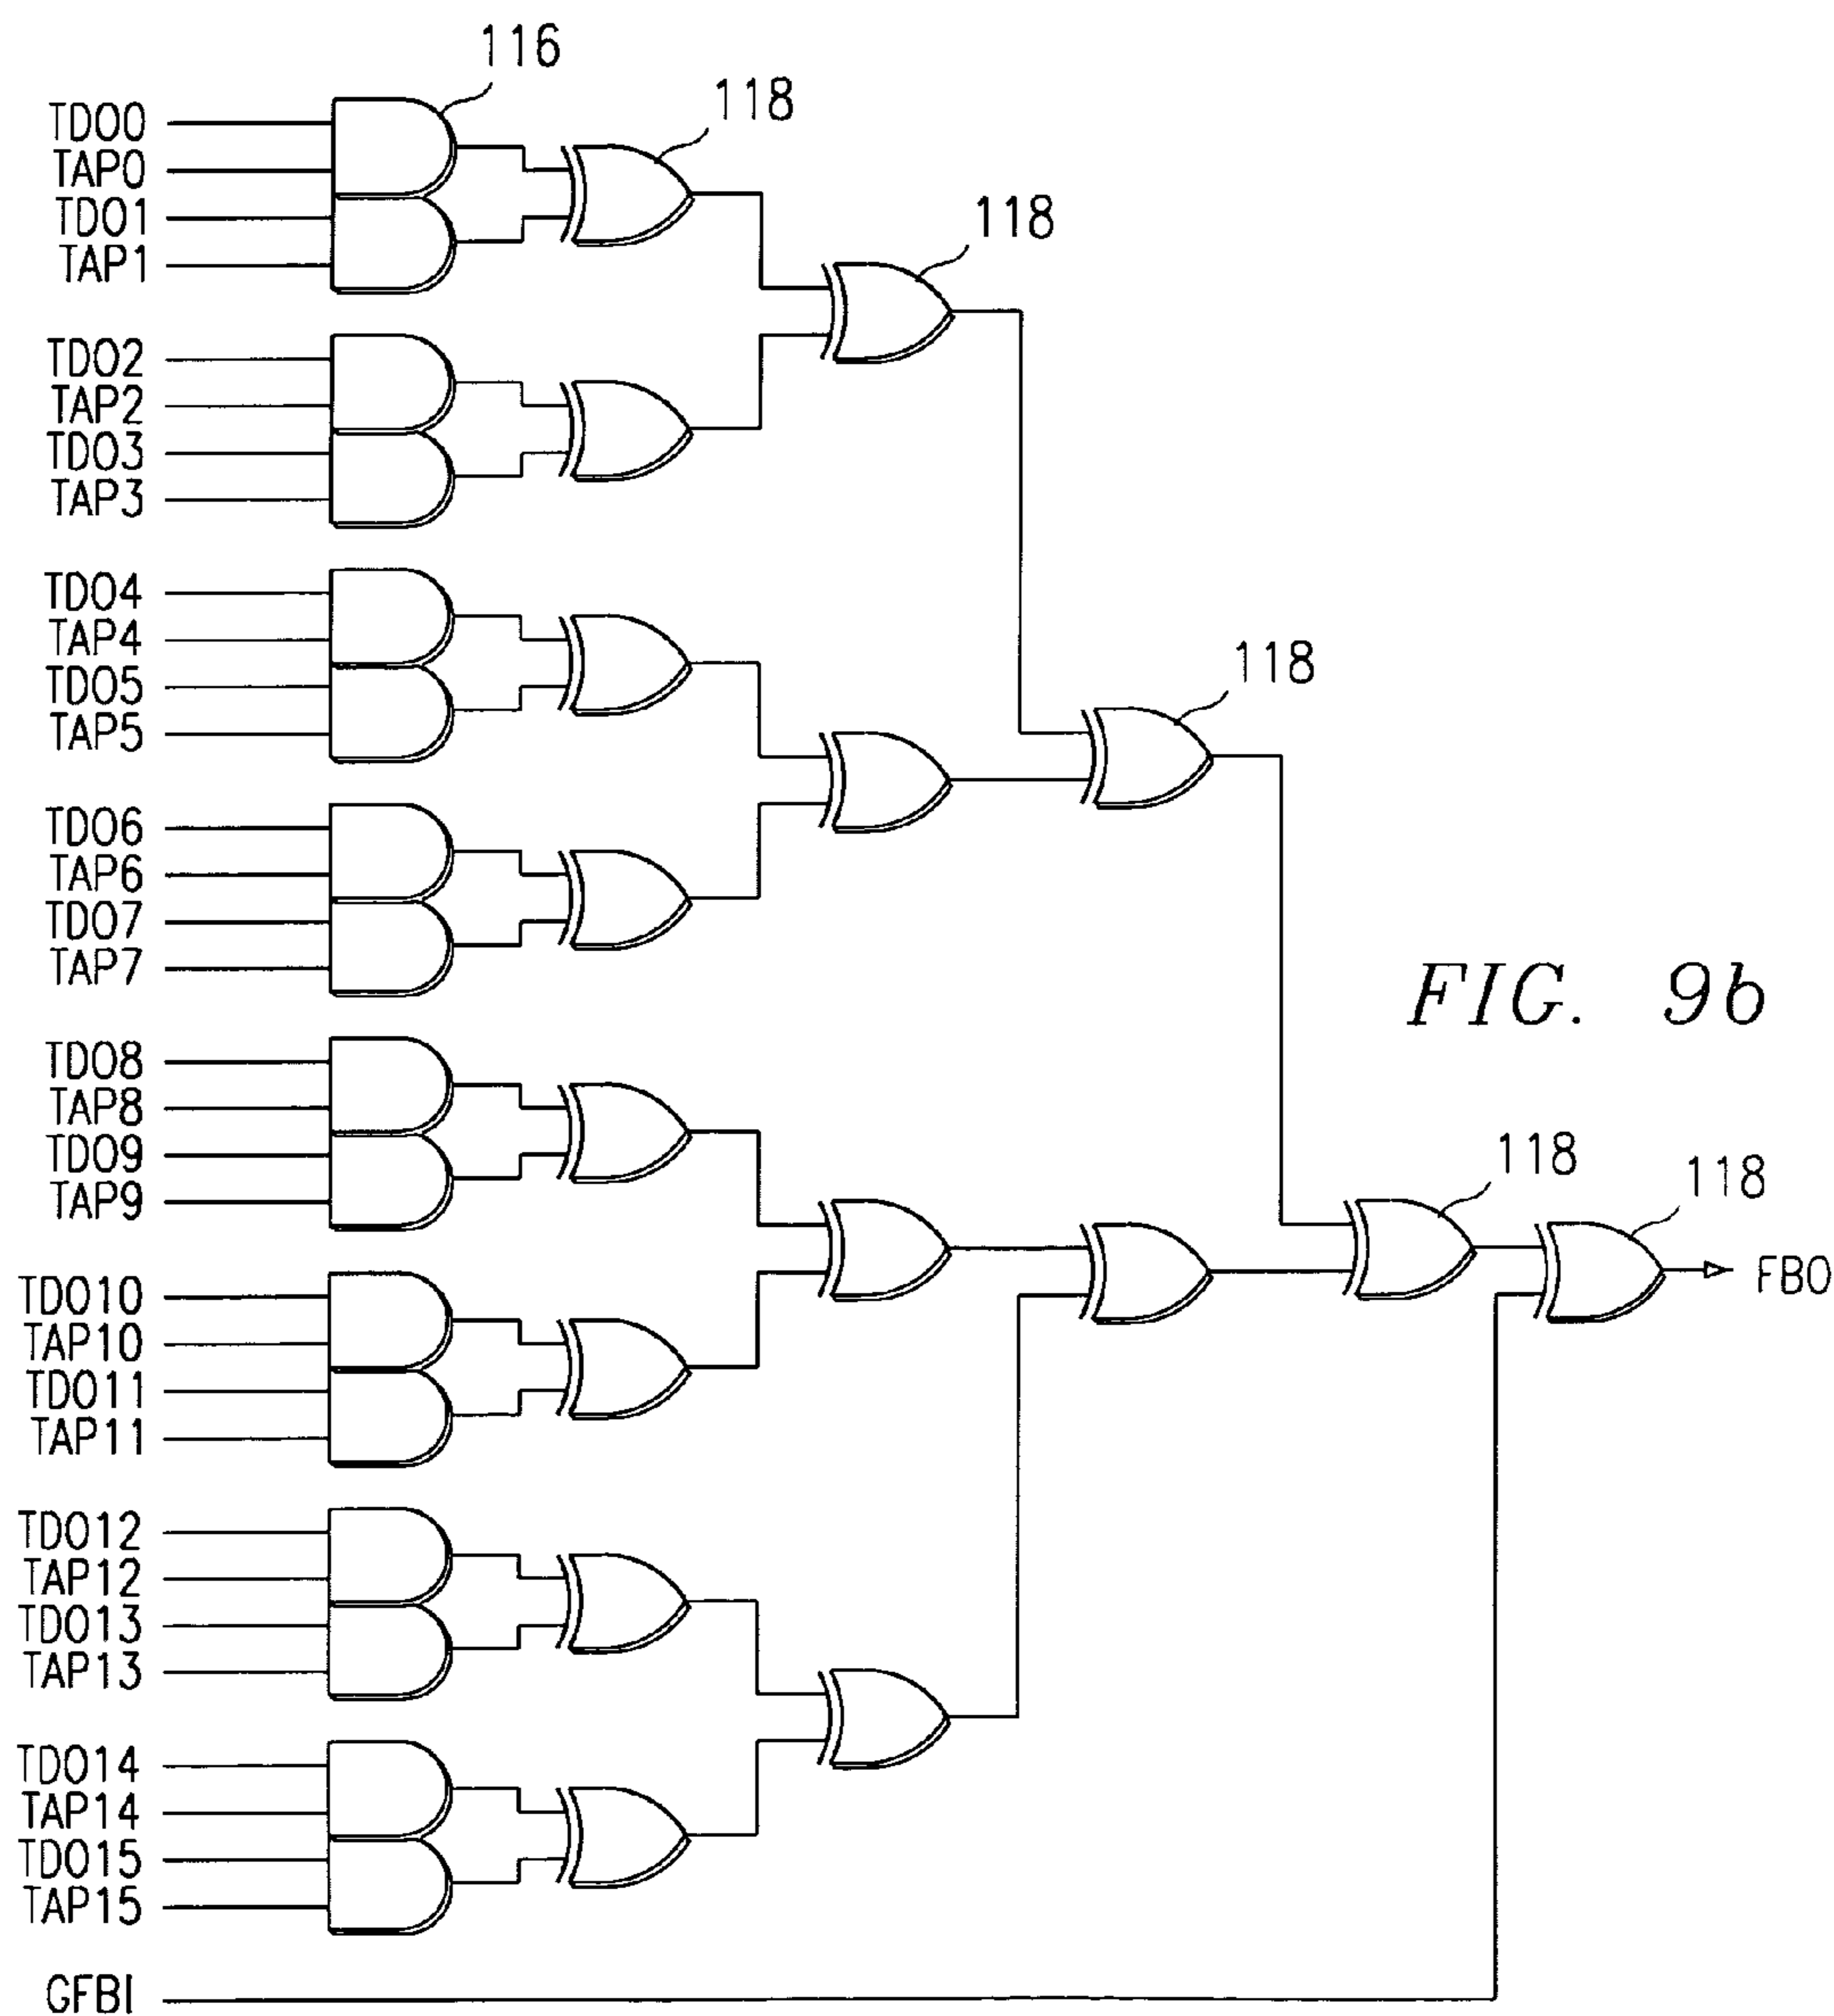 116
118
TDO0
TAP0
TDO1
TAP1
118
TDO2
TAP2
TDO3
TAP3
TDO4
TAP4
TDO5
TAP5
118
TDO6
TAP6
TDO7
TAP7
FIG. 9b
TDO8
TAP8
TDO9
TAP9
118
118
FBO
TDO10
TAP10
TDO11
TAP11
TDO12
TAP12
TDO13
TAP13
TDO14
TAP14
TDO15
TAP15
GFBI